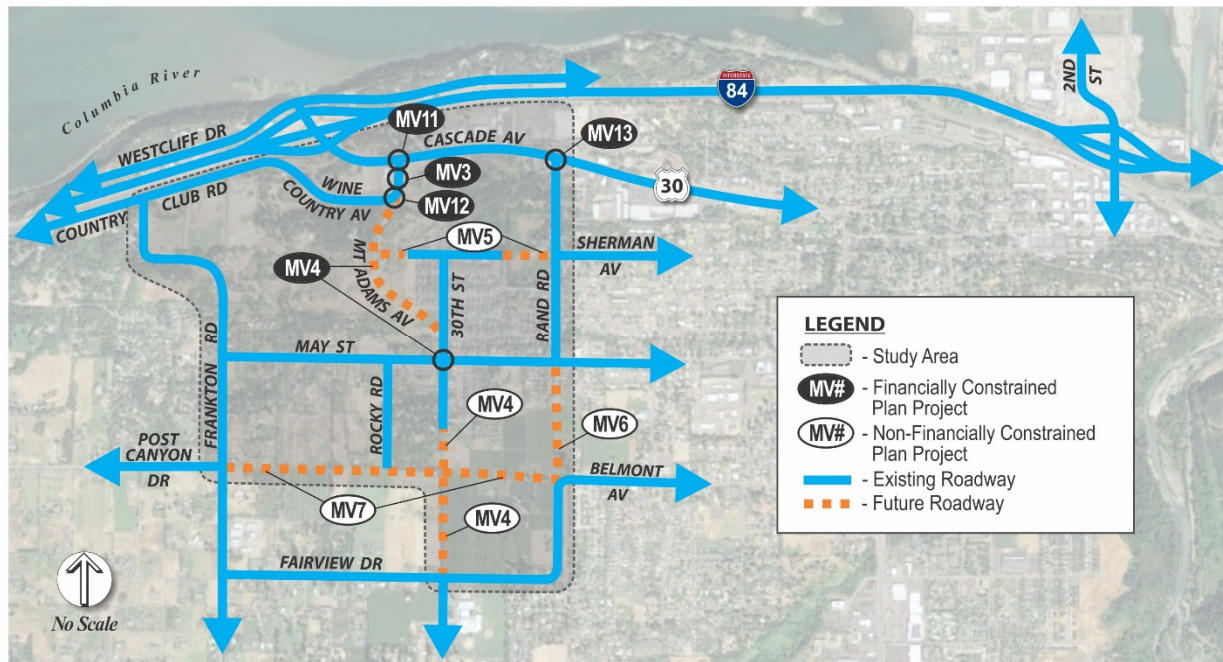 Columbia River
WESTCLIFF DR
COUNTRY
CLUB RD
WINE
COUNTRY AV
INTERSTATE
84
2ND
ST
MV11
CASCADE AV
MV13
MV3
MV12
30
MV5
SHERMAN
AV
MV4
MT ADAMS AV
30TH ST
RAND RD
FRANKTON RD
MAY ST
ROCKY RD
MV4
MV6
POST
CANYON
DR
BELMONT
AV
MV7
MV4
FAIRVIEW DR
No Scale
LEGEND
- Study Area
MV# - Financially Constrained
Plan Project
MV# - Non-Financially Constrained
Plan Project
- Existing Roadway
- Future Roadway